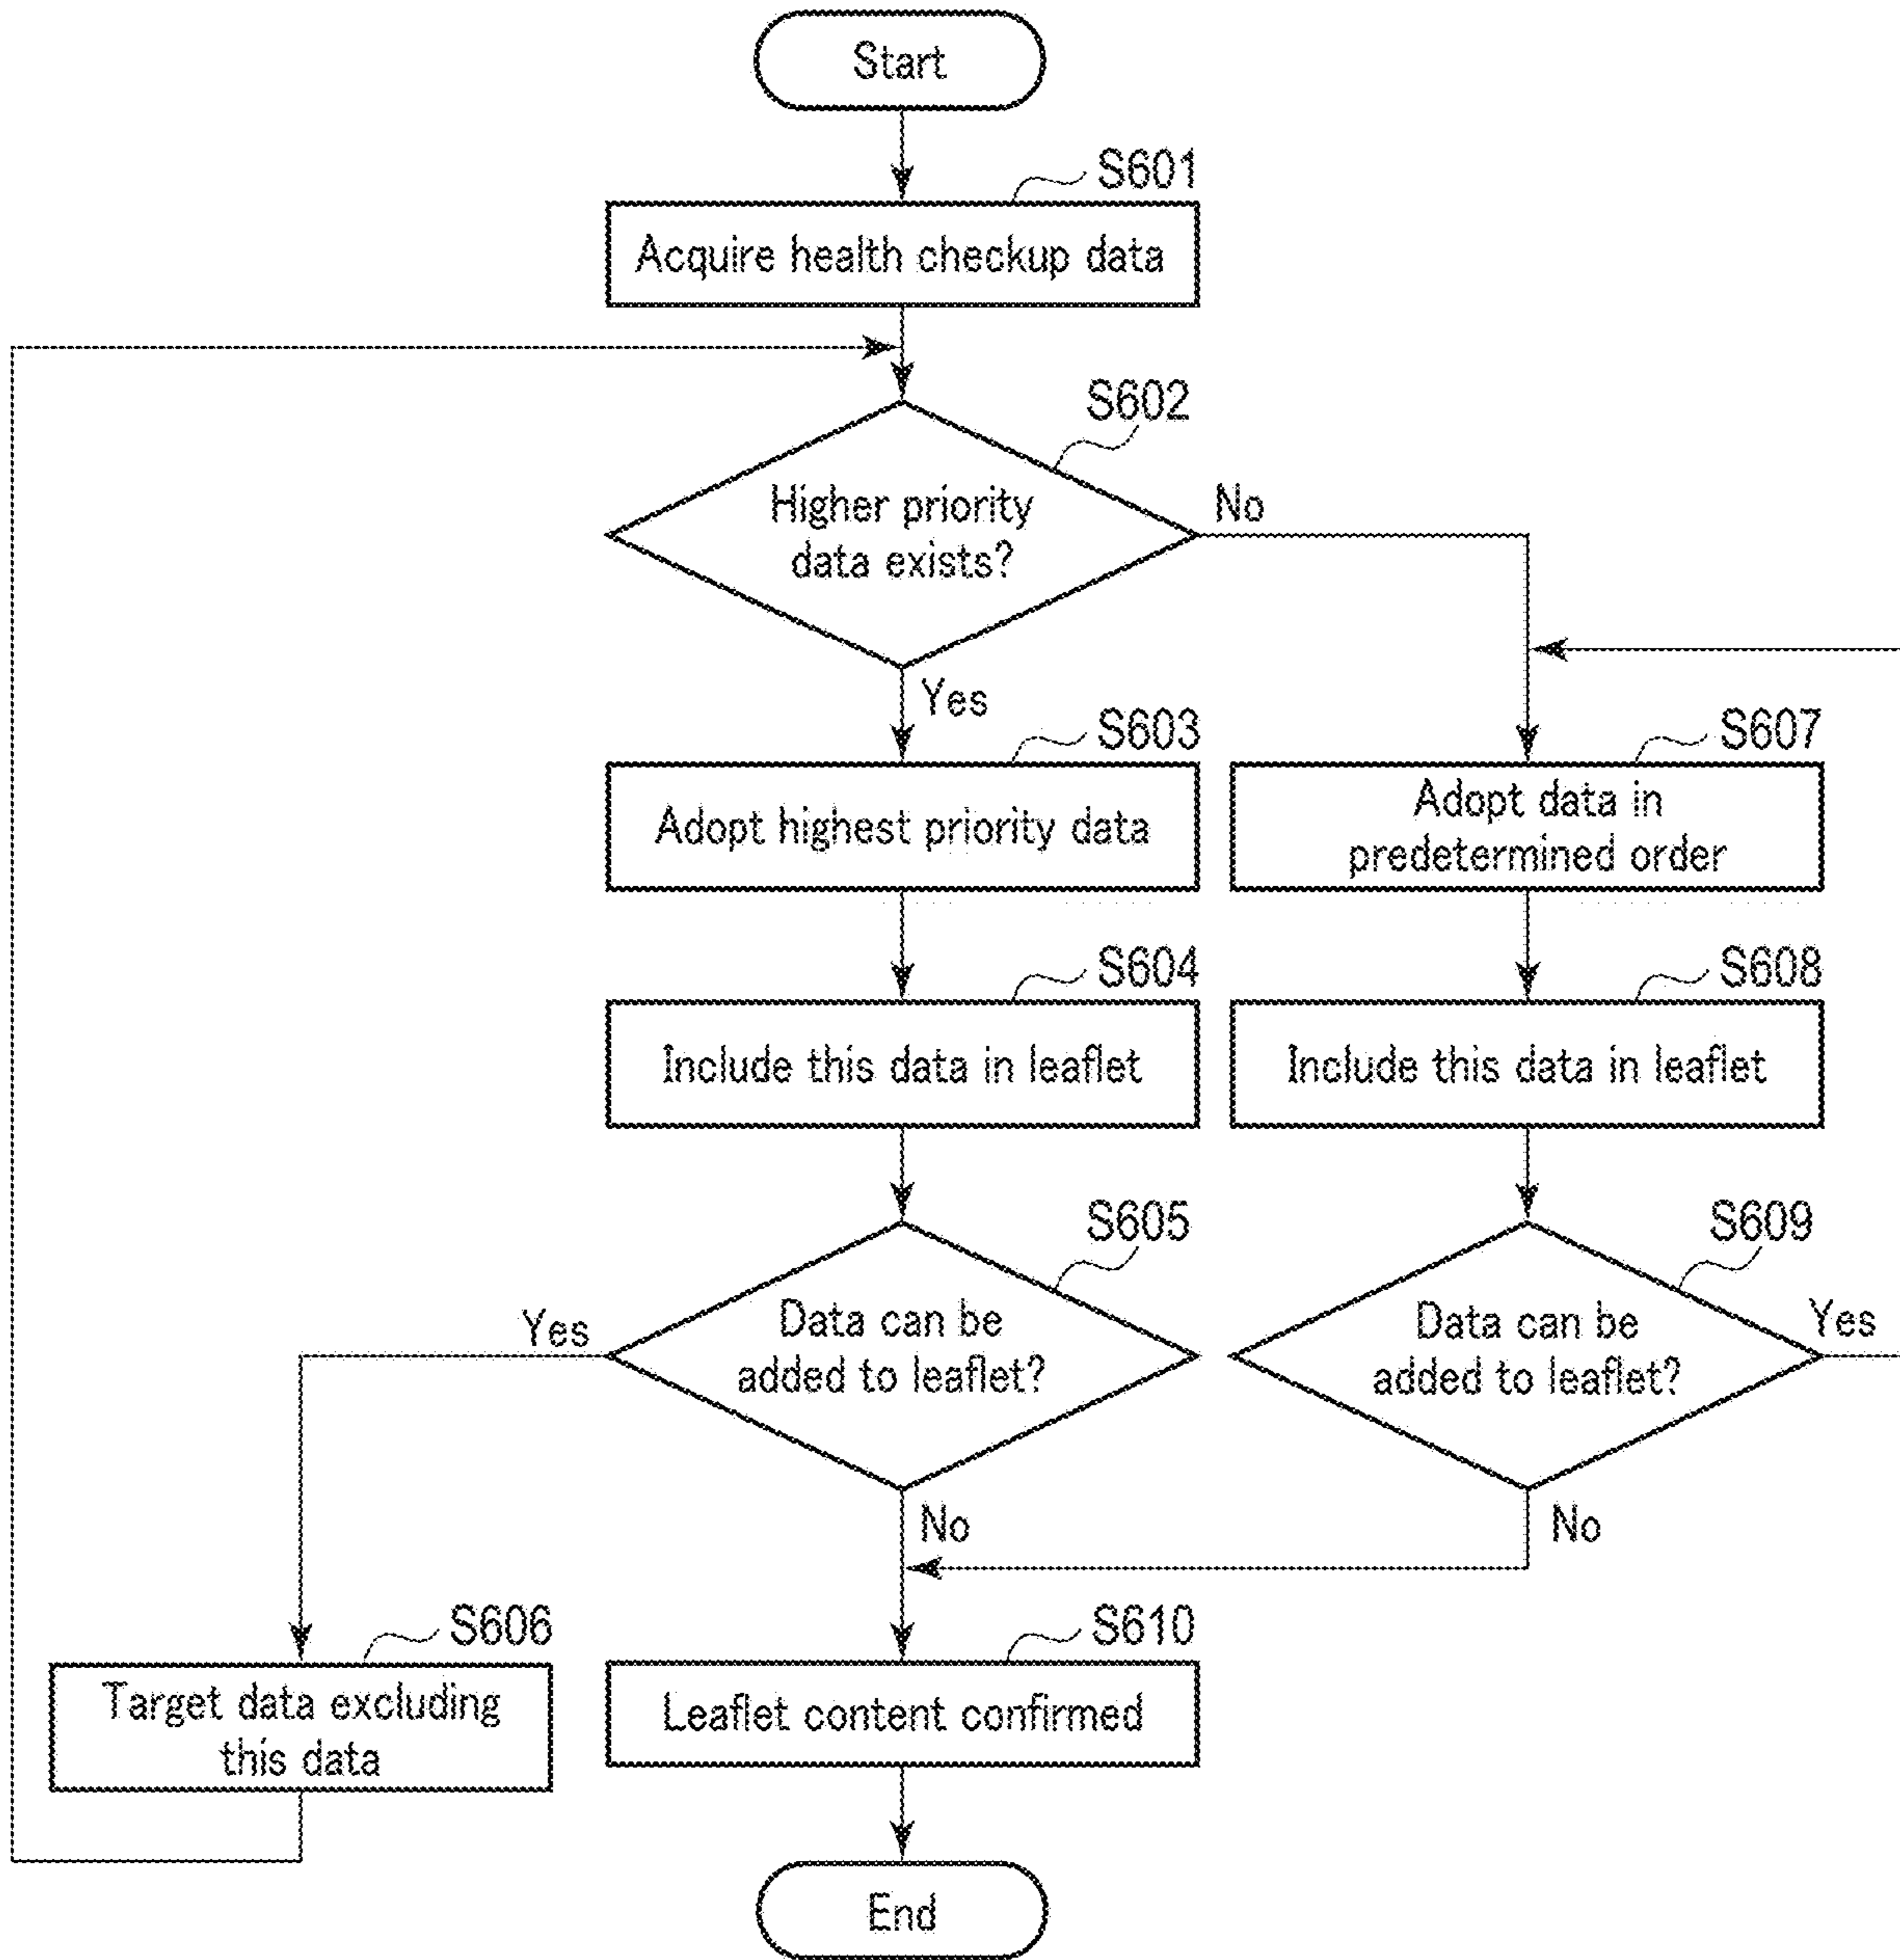 Start
S601
Acquire health checkup data
S602
Higher priority
data exists?
No
Yes
S603
Adopt highest priority data
S607
Adopt data in
predetermined order
S604
Include this data in leaflet
S608
Include this data in leaflet
S605
Data can be
added to leaflet?
Yes
No
S609
Data can be
added to leaflet?
Yes
No
S606
Target data excluding
this data
S610
Leaflet content confirmed
End